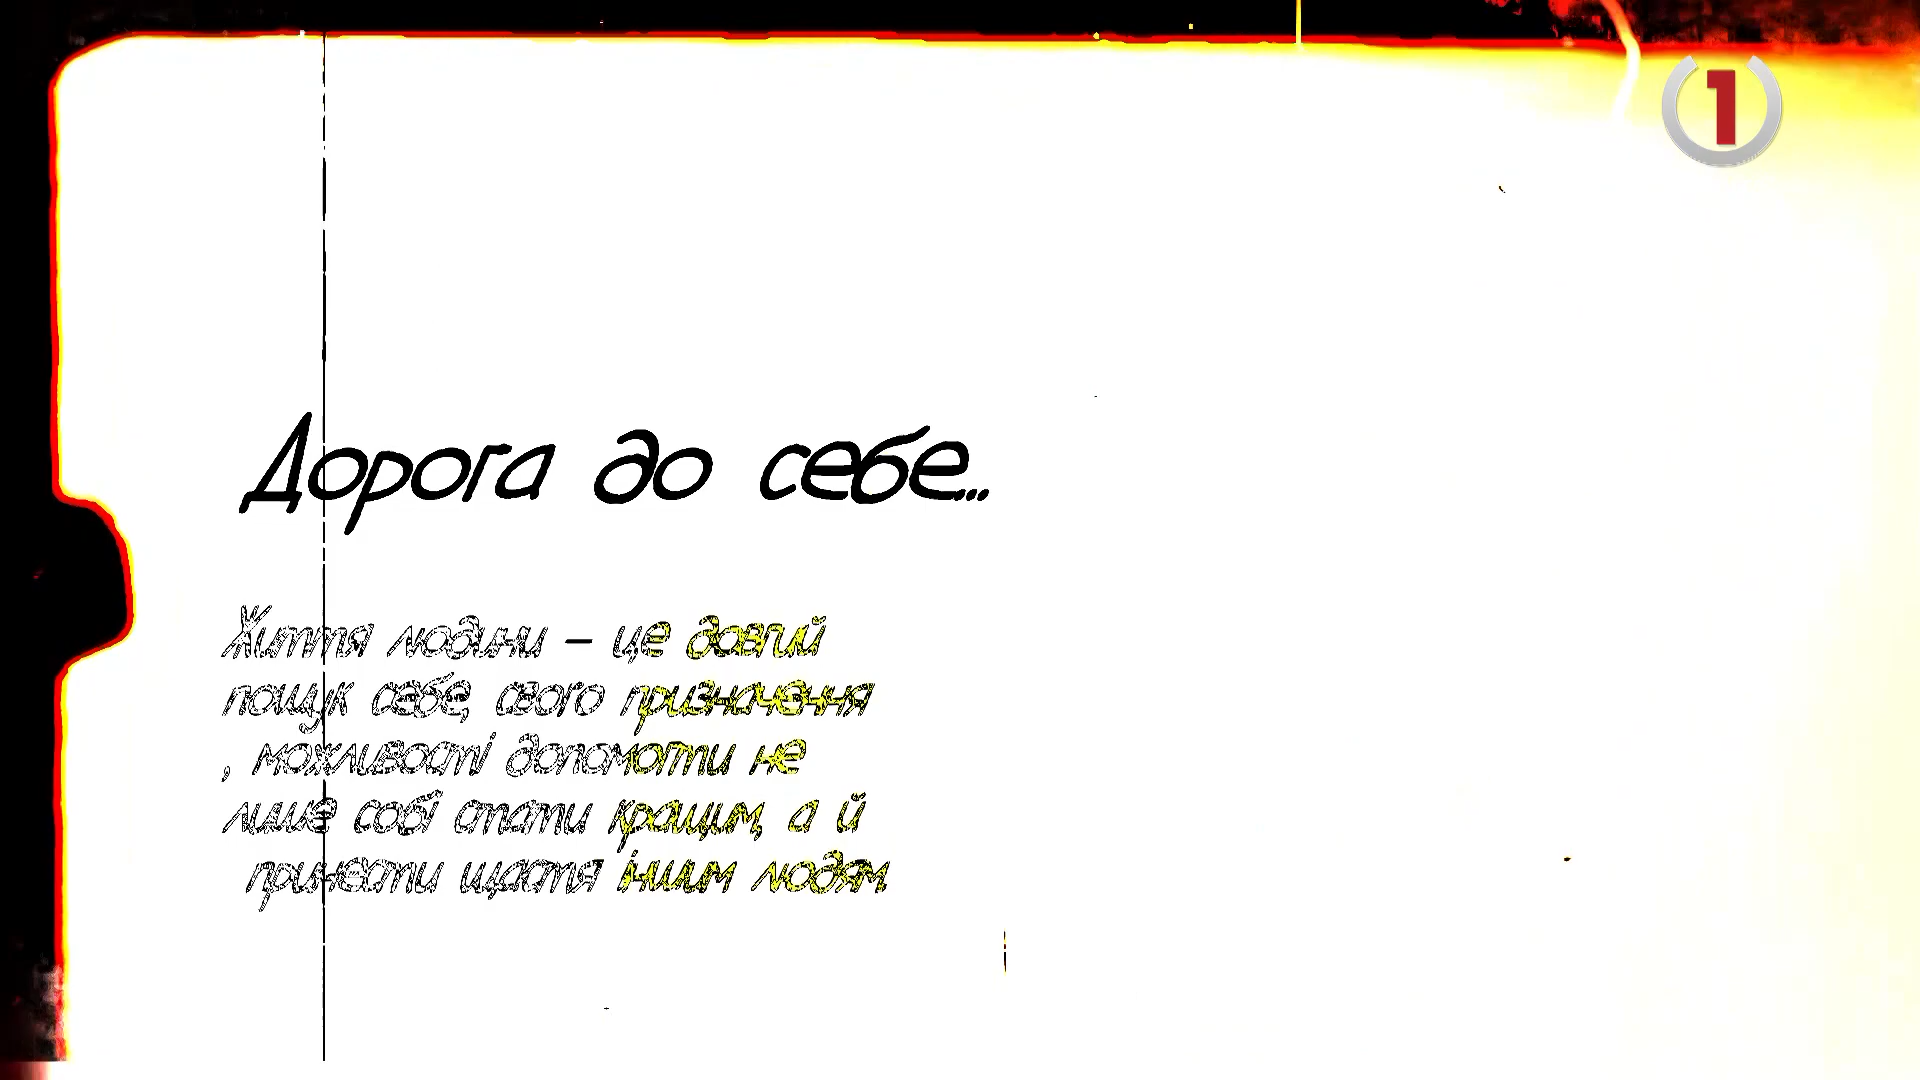 1
Дорога до себе...
Життя людини – це довгий
пошук себе, свого призначення
, можливості допомогти не
лише собі стати кращим, а й
принести щастя іншим людям.